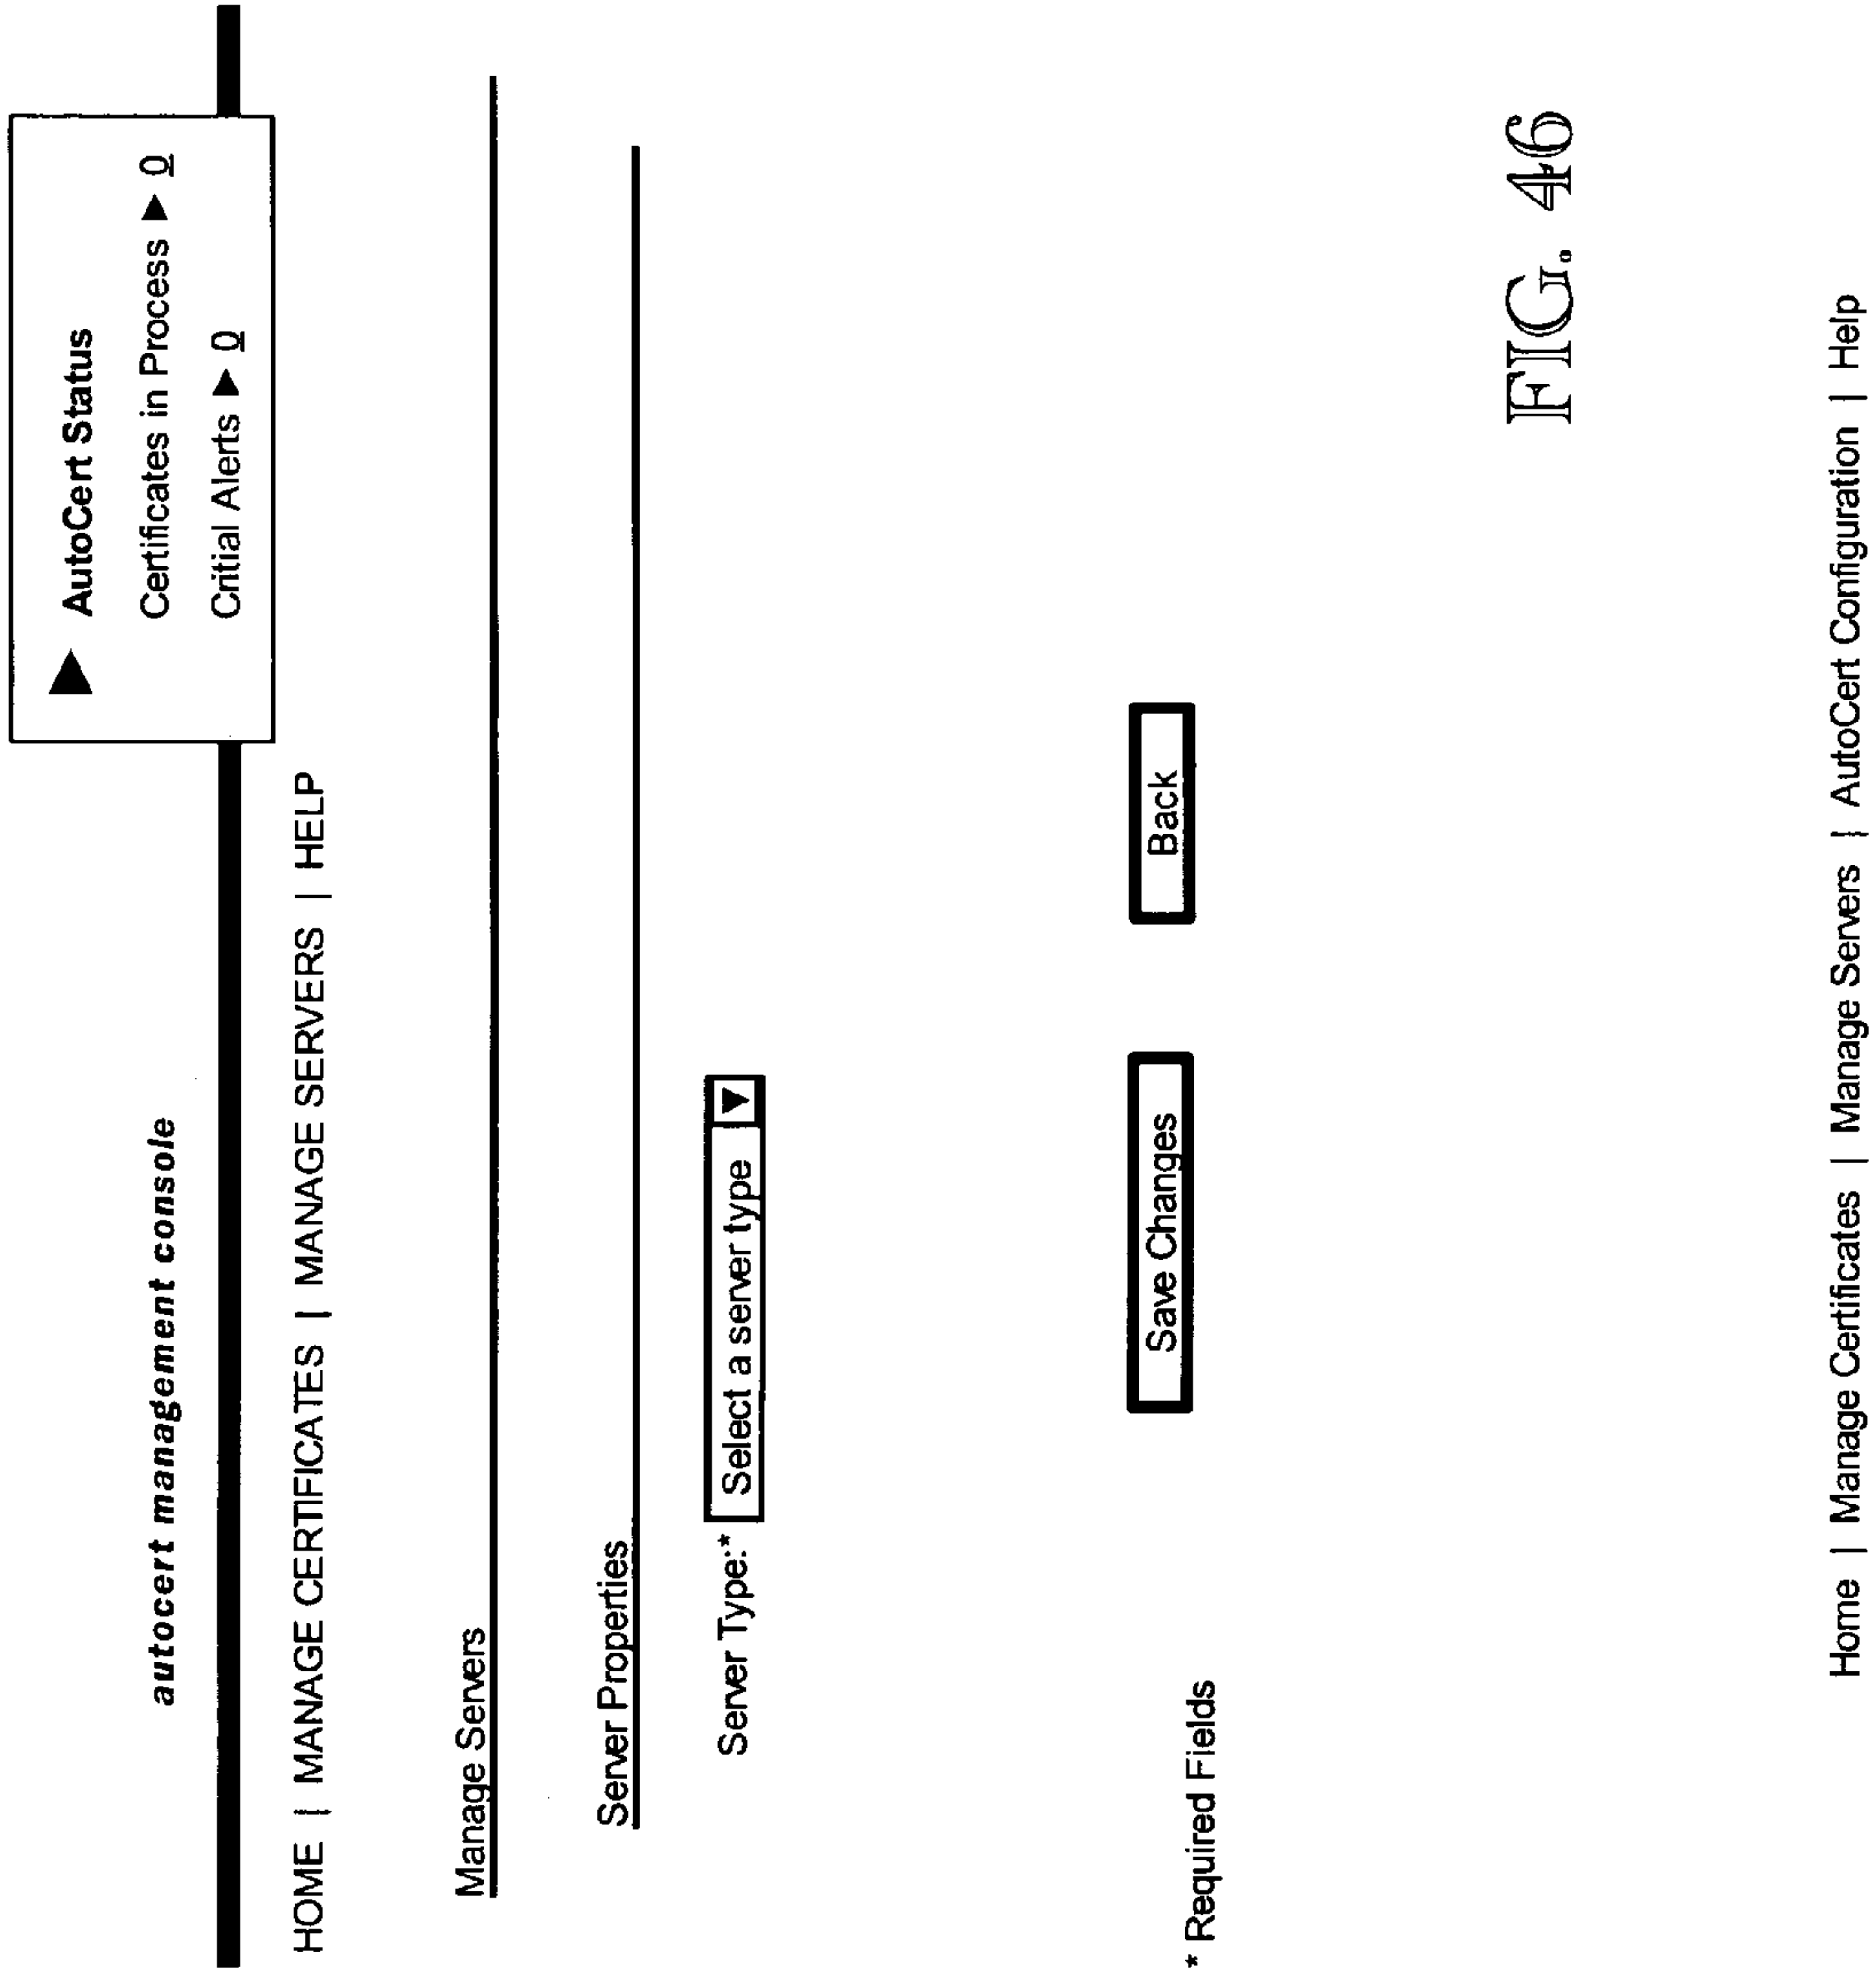 autocert management console
▶ AutoCert Status
Certificates in Process ▶ 0
Critial Alerts ▶ 0
HOME | MANAGE CERTIFICATES | MANAGE SERVERS | HELP
Manage Servers
Server Properties
Server Type:* Select a server type ▼
Save Changes Back
* Required Fields
FIG. 46
Home | Manage Certificates | Manage Servers | AutoCert Configuration | Help